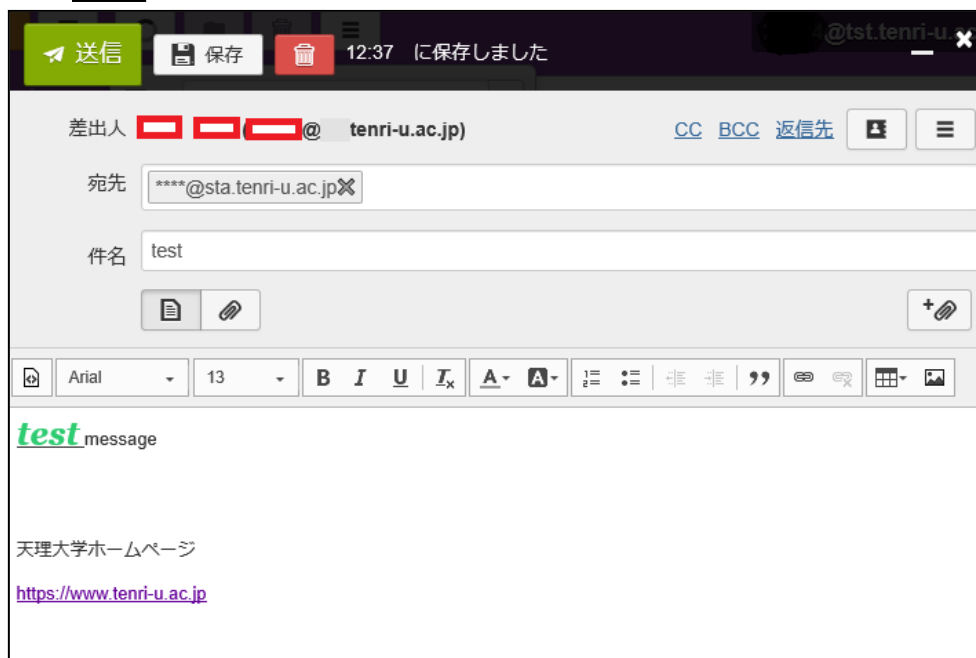 @tst.tenri-u.
送信 保存 12:37 に保存しました
差出人 ( @ tenri-u.ac.jp) CC BCC 返信先
宛先 ****@sta.tenri-u.ac.jp
件名 test
Arial 13 B I U Ix A A
test message
天理大学ホームページ
https://www.tenri-u.ac.jp